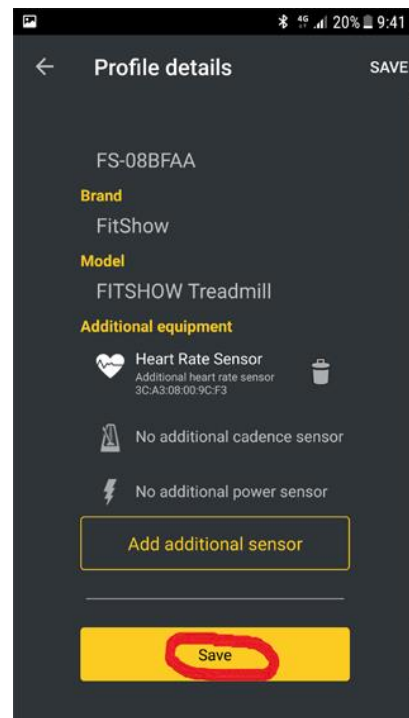 4G 20% 9:41
Profile details SAVE
FS-08BFAA
Brand
FitShow
Model
FITSHOW Treadmill
Additional equipment
Heart Rate Sensor
Additional heart rate sensor
3C:A3:08:00:9C:F3
No additional cadence sensor
No additional power sensor
Add additional sensor
Save